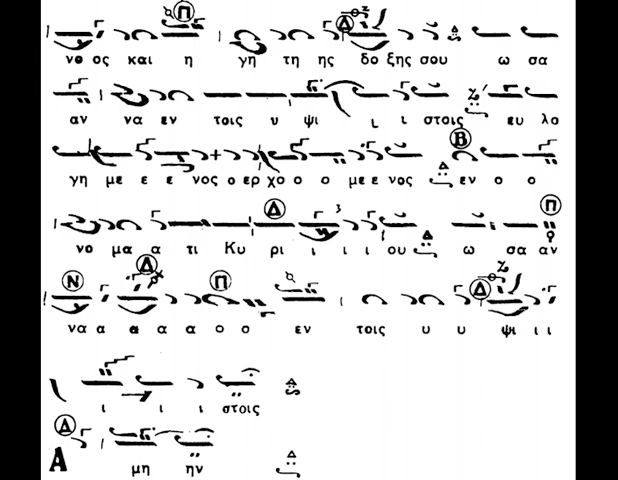 νο ος και η γη τη ης δο ξης σου ω σα
αν να εν τοις υ ψι ι ι στοις ευ λο
γη με ε ε νος ο ερ χο ο ο με ε νος εν ο ο
νο μα α τι Κυ ρι ι ι ι ου ω σα αν
να α α α α ο ο εν τοις υ υ ψι ι ι
ι ι ι στοις
Α μη ην